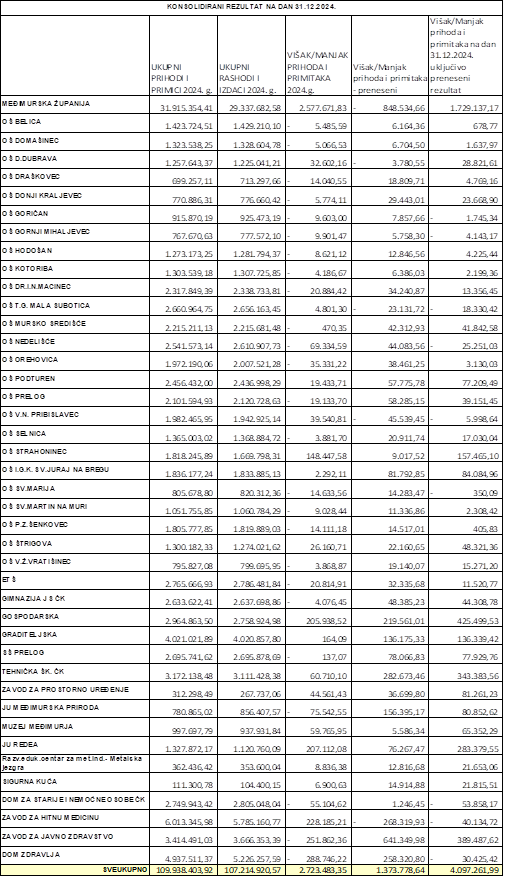 KONSOLIDIRANI REZULTAT NA DAN 31.12.2024.
UKUPNI PRIHODI I PRIMICI 2024. g. UKUPNI RASHODI I IZDACI 2024. g. VIŠAK/MANJAK PRIHODA I PRIMITAKA 2024.g. Višak/Manjak prihoda i primitaka - preneseni Višak/Manjak prihoda i primitaka na dan 31.12.2024. uključivo preneseni rezultat
MEĐIMURSKA ŽUPANIJA 31.915.354,41 29.337.682,58 2.577.671,83 - 848.534,66 1.729.137,17
OŠ BELICA 1.423.724,51 1.429.210,10 - 5.485,59 6.164,36 678,77
OŠ DOMAŠINEC 1.323.538,25 1.328.604,78 - 5.066,53 6.704,50 1.637,97
OŠ D.DUBRAVA 1.257.643,37 1.225.041,21 32.602,16 - 3.780,55 28.821,61
OŠ DRAŠKOVEC 699.257,11 713.297,66 - 14.040,55 18.809,71 4.769,16
OŠ DONJI KRALJEVEC 770.886,31 776.660,42 - 5.774,11 29.443,01 23.668,90
OŠ GORIČAN 915.870,19 925.473,19 - 9.603,00 7.857,66 - 1.745,34
OŠ GORNJI MIHALJEVEC 767.670,63 777.572,10 - 9.901,47 5.758,30 - 4.143,17
OŠ HODOŠAN 1.273.173,25 1.281.794,37 - 8.621,12 12.846,56 4.225,44
OŠ KOTORIBA 1.303.539,18 1.307.725,85 - 4.186,67 6.386,03 2.199,36
OŠ DR.I.N.MACINEC 2.317.849,39 2.338.733,81 - 20.884,42 34.240,87 13.356,45
OŠ T.G. MALA SUBOTICA 2.660.964,75 2.656.163,45 4.801,30 - 23.131,72 - 18.330,42
OŠ MURSKO SREDIŠĆE 2.215.211,13 2.215.681,48 - 470,35 42.312,93 41.842,58
OŠ NEDELIŠĆE 2.541.573,14 2.610.907,73 - 69.334,59 44.083,56 - 25.251,03
OŠ OREHOVICA 1.972.190,06 2.007.521,28 - 35.331,22 38.461,25 3.130,03
OŠ PODTUREN 2.456.432,00 2.436.998,29 19.433,71 57.775,78 77.209,49
OŠ PRELOG 2.101.594,93 2.120.728,63 - 19.133,70 58.285,15 39.151,45
OŠ V.N. PRIBISLAVEC 1.982.465,95 1.942.925,14 39.540,81 - 45.539,45 - 5.998,64
OŠ SELNICA 1.365.003,02 1.368.884,72 - 3.881,70 20.911,74 17.030,04
OŠ STRAHONINEC 1.818.245,89 1.669.798,31 148.447,58 9.017,52 157.465,10
OŠ I.G.K. SV.JURAJ NA BREGU 1.836.177,24 1.833.885,13 2.292,11 81.792,85 84.084,96
OŠ SV.MARIJA 805.678,80 820.312,36 - 14.633,56 14.283,47 - 350,09
OŠ SV.MARTIN NA MURI 1.051.755,85 1.060.784,29 - 9.028,44 11.336,86 2.308,42
OŠ P.Z.ŠENKOVEC 1.805.777,85 1.819.889,03 - 14.111,18 14.517,01 405,83
OŠ ŠTRIGOVA 1.300.182,33 1.274.021,62 26.160,71 22.160,65 48.321,36
OŠ V.Ž.VRATIŠINEC 795.827,08 799.695,95 - 3.868,87 19.140,07 15.271,20
ETŠ 2.765.666,93 2.786.481,84 - 20.814,91 32.335,68 11.520,77
GIMNAZIJA J S ČK 2.633.622,41 2.637.698,86 - 4.076,45 48.385,23 44.308,78
GOSPODARSKA 2.964.863,50 2.758.924,98 205.938,52 219.561,01 425.499,53
GRADITELJSKA 4.021.021,89 4.020.857,80 164,09 136.175,33 136.339,42
SŠ PRELOG 2.695.741,62 2.695.878,69 - 137,07 78.066,83 77.929,76
TEHNIČKA ŠK. ČK 3.172.138,48 3.111.428,38 60.710,10 282.673,46 343.383,56
ZAVOD ZA PROSTORNO UREĐENJE 312.298,49 267.737,06 44.561,43 36.699,80 81.261,23
JU MEĐIMURSKA PRIRODA 780.865,02 856.407,57 - 75.542,55 156.395,17 80.852,62
MUZEJ MEĐIMURJA 997.697,79 937.931,84 59.765,95 5.586,34 65.352,29
JU REDEA 1.327.872,17 1.120.760,09 207.112,08 76.267,47 283.379,55
Razv.eduk.centar za met.ind.- Metalska jezgra 362.436,42 353.600,04 8.836,38 12.816,68 21.653,06
SIGURNA KUĆA 111.300,78 104.400,15 6.900,63 14.914,88 21.815,51
DOM ZA STARIJE I NEMOĆNE OSOBE ČK 2.749.943,42 2.805.048,04 - 55.104,62 1.246,45 - 53.858,17
ZAVOD ZA HITNU MEDICINU 6.013.345,98 5.785.160,77 228.185,21 - 268.319,93 - 40.134,72
ZAVOD ZA JAVNO ZDRAVSTVO 3.414.491,03 3.666.353,39 - 251.862,36 641.349,98 389.487,62
DOM ZDRAVLJA 4.937.511,37 5.226.257,59 - 288.746,22 258.320,80 - 30.425,42
SVEUKUPNO 109.938.403,92 107.214.920,57 2.723.483,35 1.373.778,64 4.097.261,99